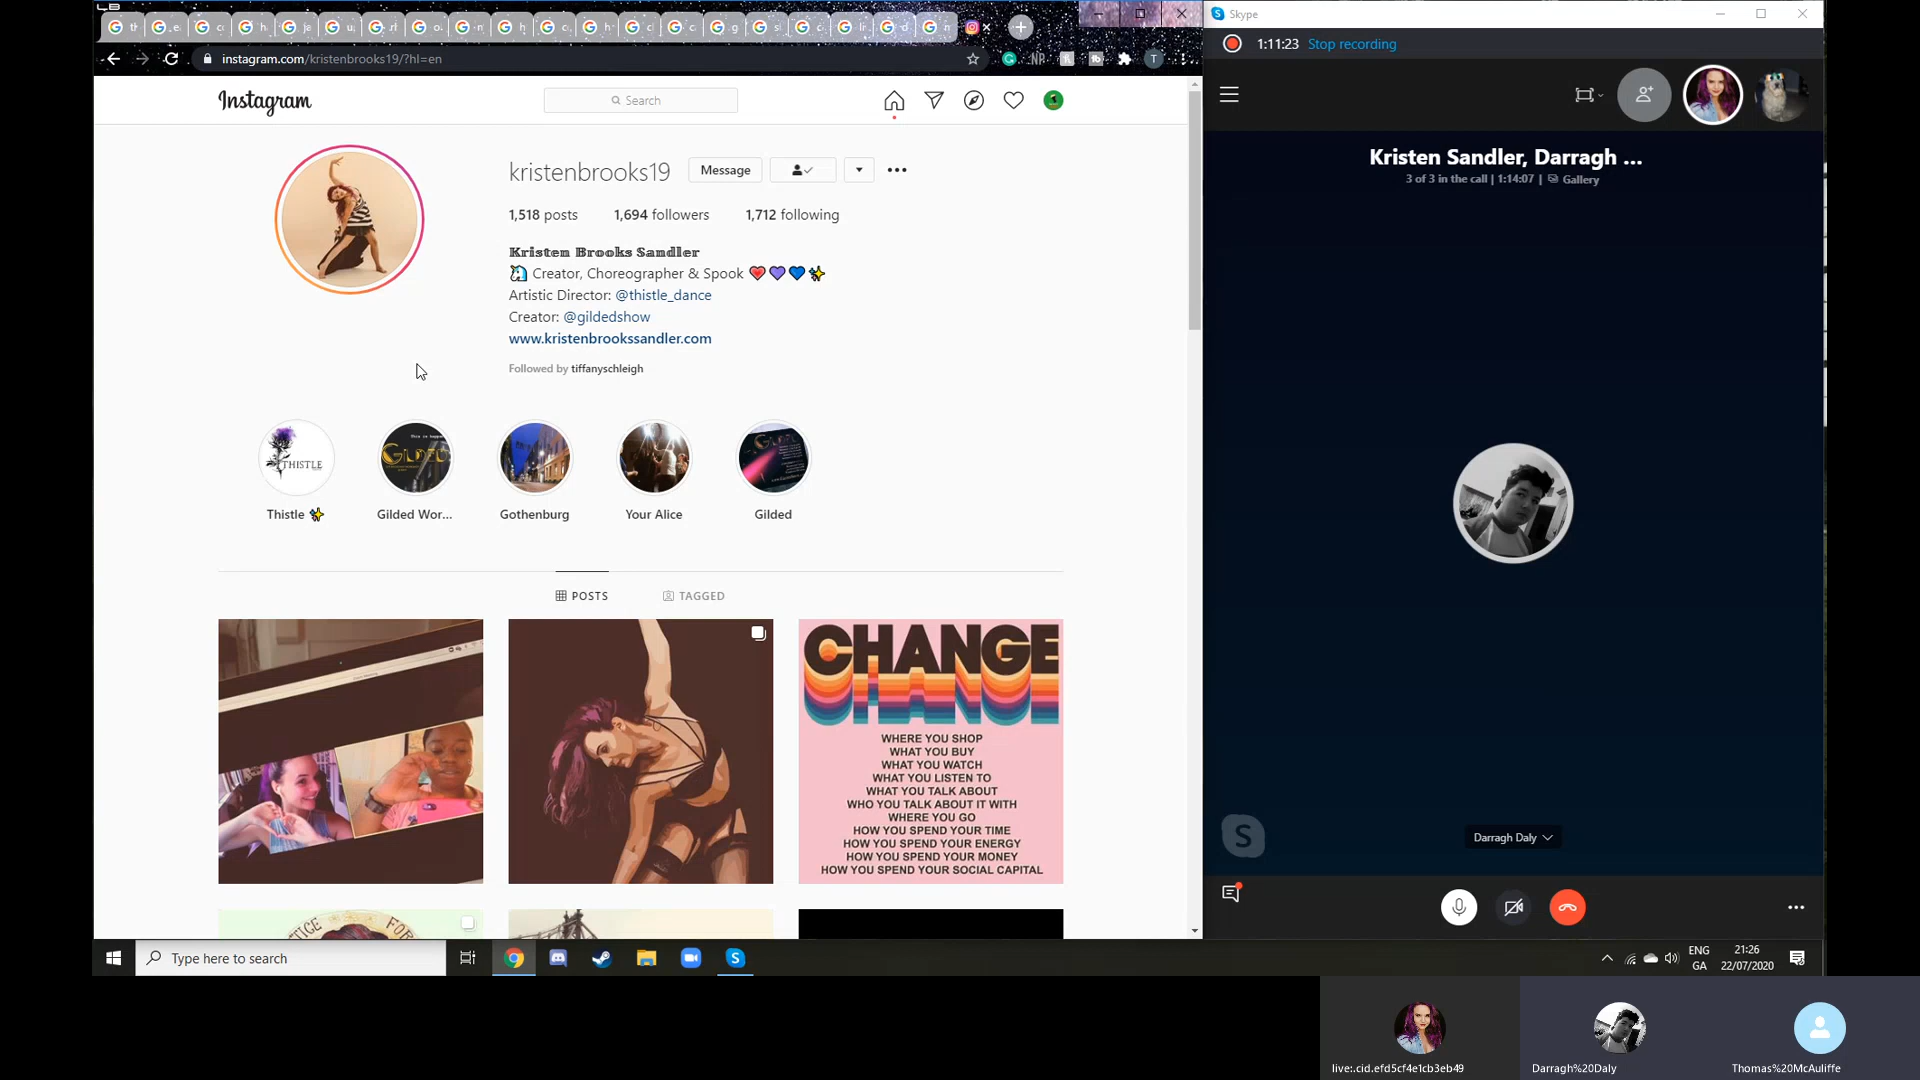 instagram.com/kristenbrooks19/?hl=en
Instagram
Search
kristenbrooks19
Message
1,518 posts 1,694 followers 1,712 following
Kristen Brooks Sandler
Creator, Choreographer & Spook
Artistic Director: @thistle_dance
Creator: @gildedshow
www.kristenbrookssandler.com
Followed by tiffanyschleigh
THISTLE
GILDED
Thistle
Gilded Wor...
Gothenburg
Your Alice
Gilded
POSTS
TAGGED
CHANGE
WHERE YOU SHOP
WHAT YOU BUY
WHAT YOU WATCH
WHAT YOU LISTEN TO
WHAT YOU TALK ABOUT
WHO YOU TALK ABOUT IT WITH
WHERE YOU GO
HOW YOU SPEND YOUR TIME
HOW YOU SPEND YOUR ENERGY
HOW YOU SPEND YOUR MONEY
HOW YOU SPEND YOUR SOCIAL CAPITAL
Skype
1:11:23 Stop recording
Kristen Sandler, Darragh ...
3 of 3 in the call | 1:14:07 | Gallery
Darragh Daly
Type here to search
ENG
GA
21:26
22/07/2020
live:.cid.efd5cf4e1cb3eb49
Darragh%20Daly
Thomas%20McAuliffe